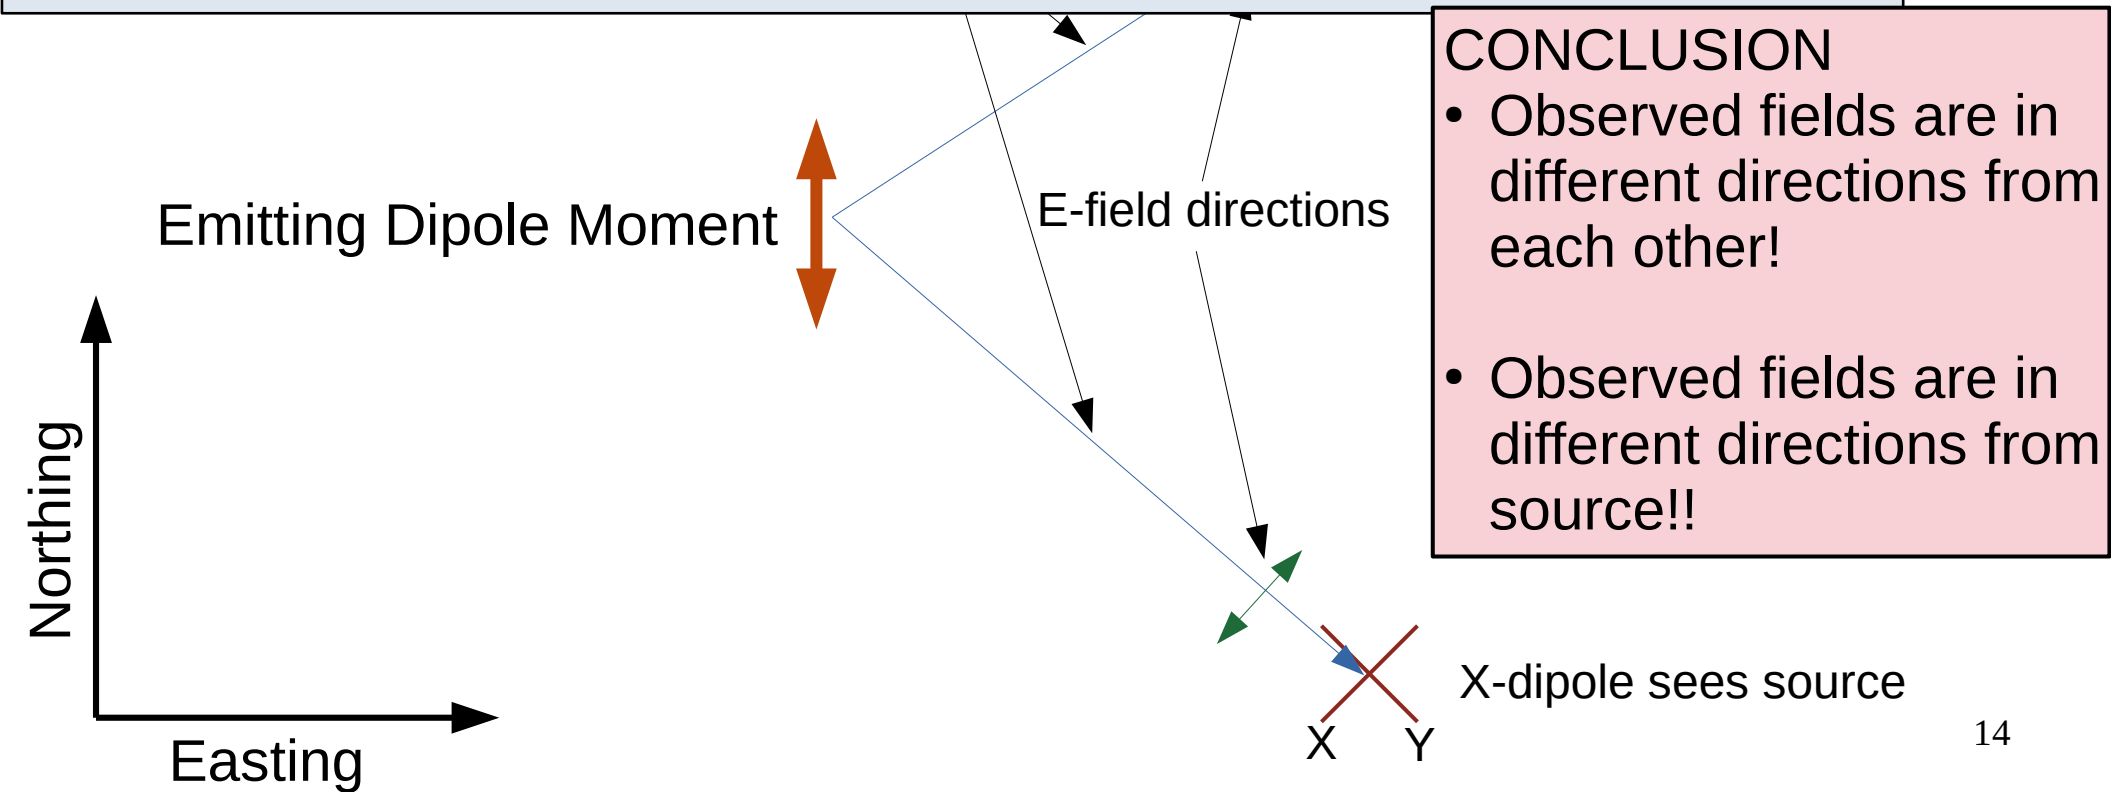 CONCLUSION
• Observed fields are in
different directions from
each other!
• Observed fields are in
different directions from
source!!
E-field directions
Emitting Dipole Moment
Northing
Easting
X-dipole sees source
X Y
14